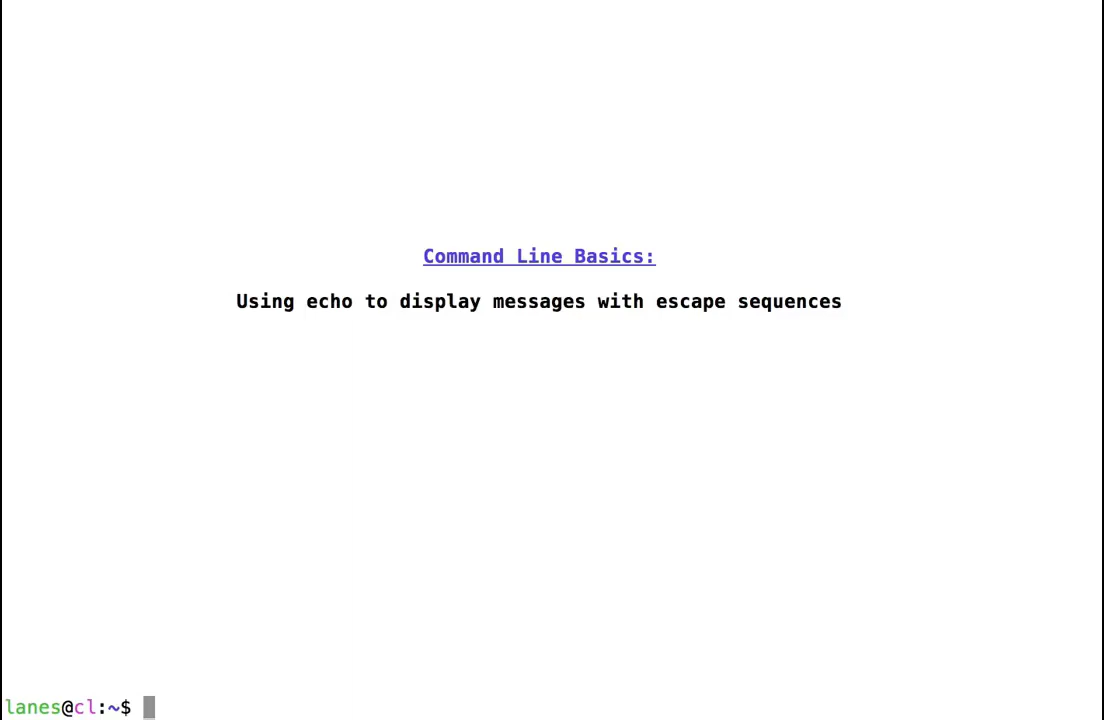 Command Line Basics:
Using echo to display messages with escape sequences
lanes@cl:~$